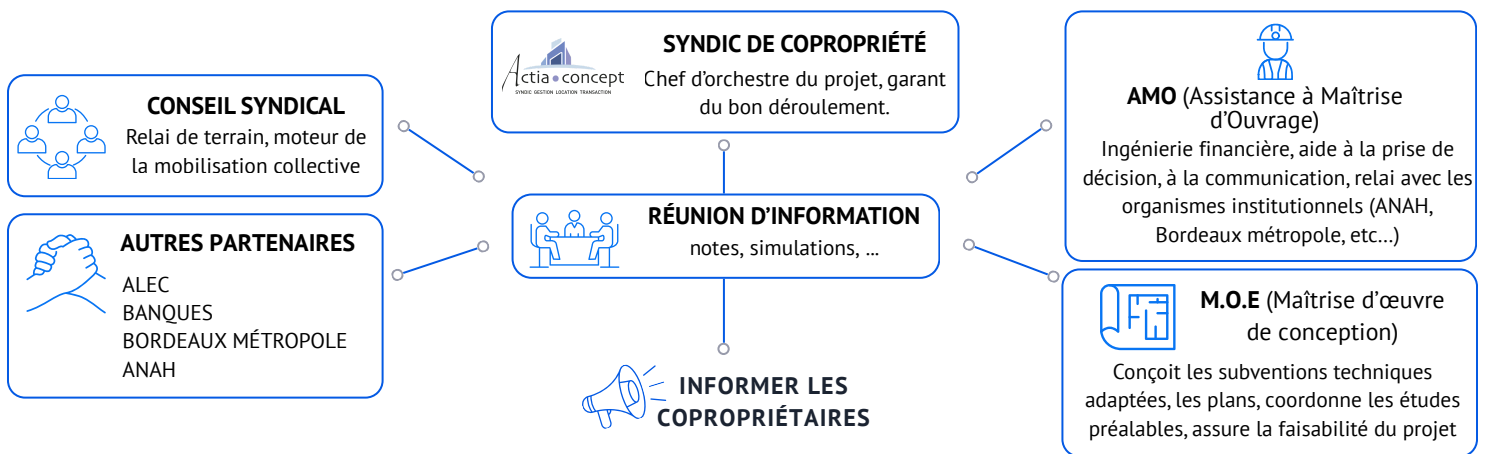 CONSEIL SYNDICAL
Relai de terrain, moteur de
la mobilisation collective
AUTRES PARTENAIRES
ALEC
BANQUES
BORDEAUX MÉTROPOLE
ANAH
Actia concept
SYNDIC GESTION LOCATION TRANSACTION
SYNDIC DE COPROPRIÉTÉ
Chef d’orchestre du projet, garant
du bon déroulement.
RÉUNION D’INFORMATION
notes, simulations, ...
INFORMER LES
COPROPRIÉTAIRES
AMO (Assistance à Maîtrise
d’Ouvrage)
Ingénierie financière, aide à la prise de
décision, à la communication, relai avec les
organismes institutionnels (ANAH,
Bordeaux métropole, etc...)
M.O.E (Maîtrise d’œuvre
de conception)
Conçoit les subventions techniques
adaptées, les plans, coordonne les études
préalables, assure la faisabilité du projet